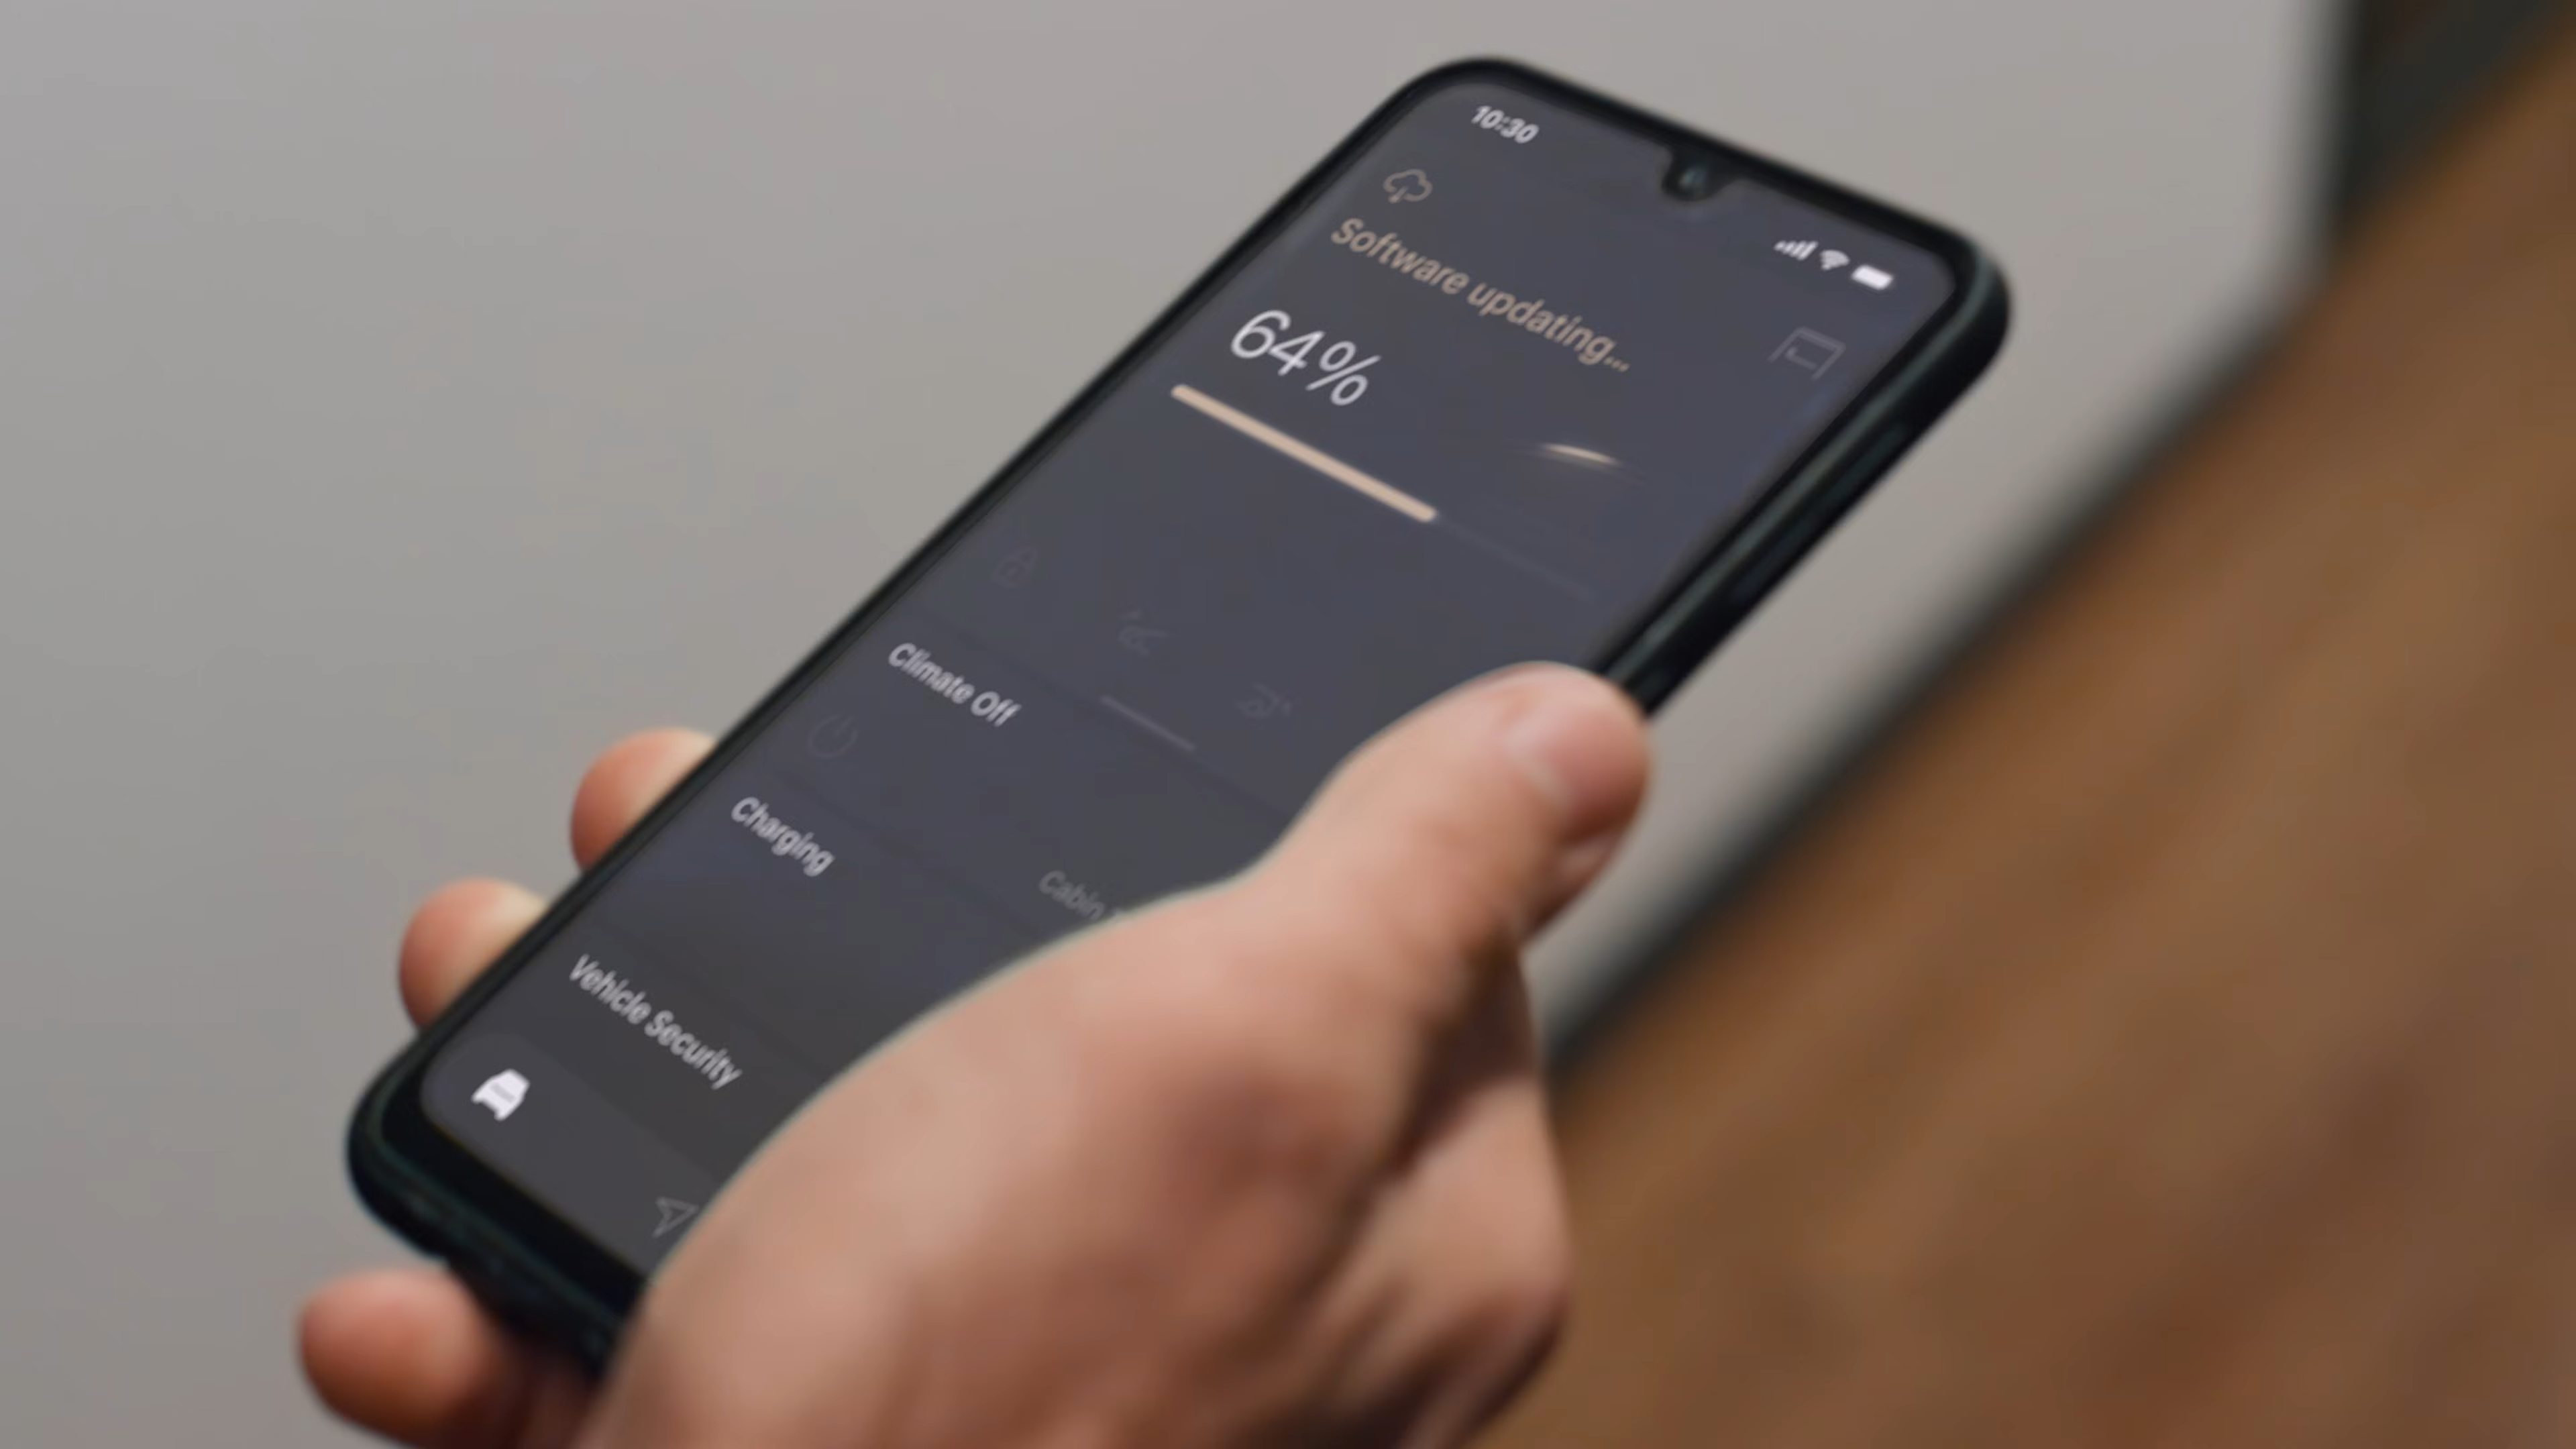 10:30
Software updating...
64%
Climate Off
Charging
Cabin
Vehicle Security